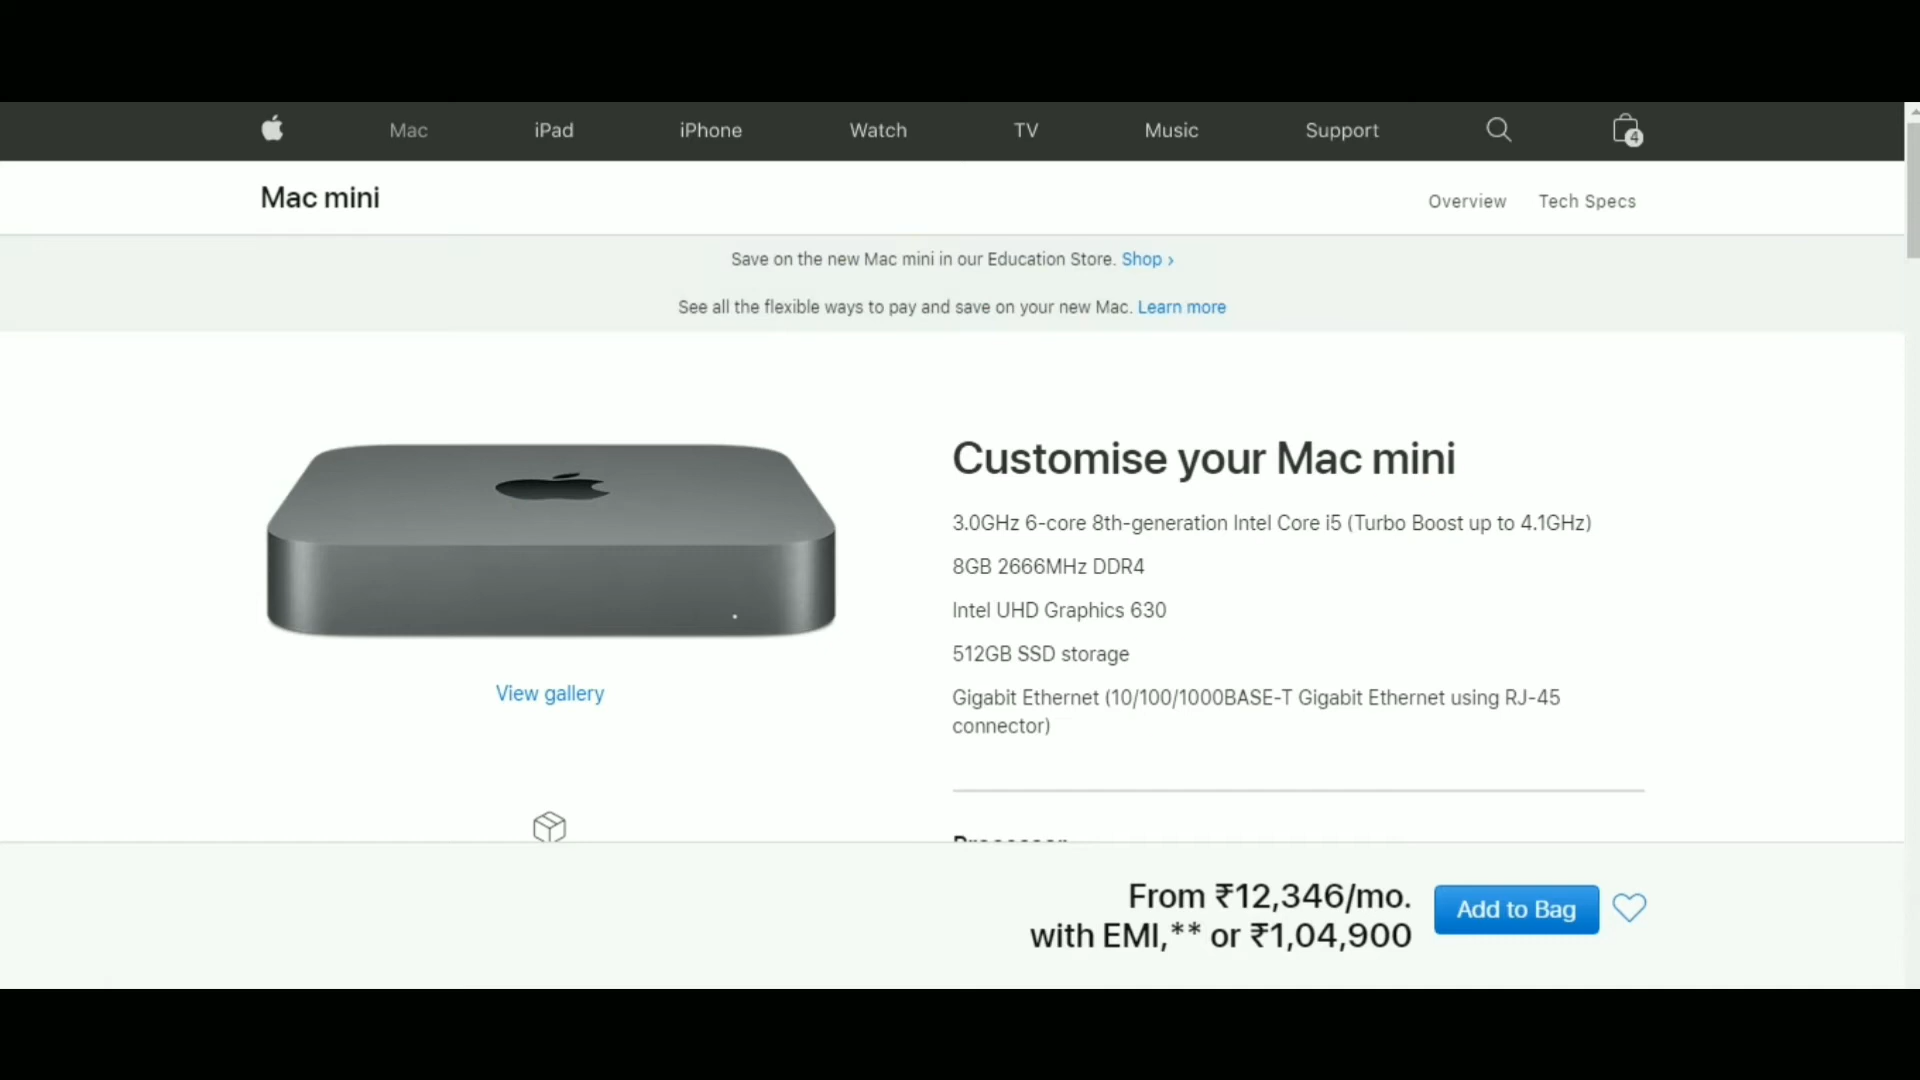 Mac iPad iPhone Watch TV Music Support 4
Mac mini
Overview Tech Specs
Save on the new Mac mini in our Education Store. Shop ›
See all the flexible ways to pay and save on your new Mac. Learn more
Customise your Mac mini
3.0GHz 6-core 8th-generation Intel Core i5 (Turbo Boost up to 4.1GHz)
8GB 2666MHz DDR4
Intel UHD Graphics 630
512GB SSD storage
Gigabit Ethernet (10/100/1000BASE-T Gigabit Ethernet using RJ-45
connector)
View gallery
Processor
From ₹12,346/mo.
with EMI,** or ₹1,04,900
Add to Bag